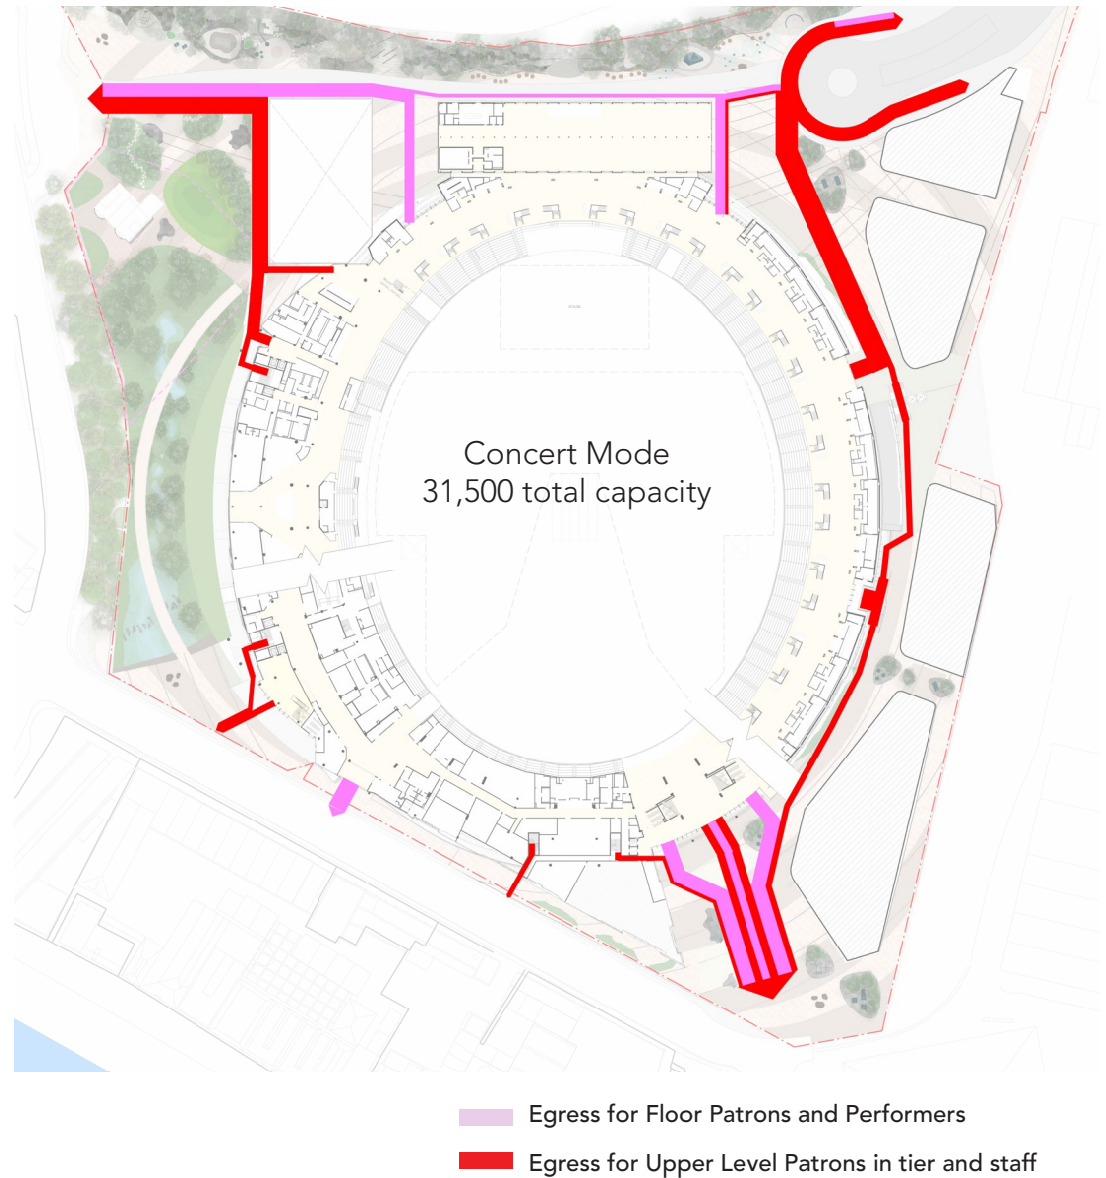 Concert Mode
31,500 total capacity
Egress for Floor Patrons and Performers
Egress for Upper Level Patrons in tier and staff